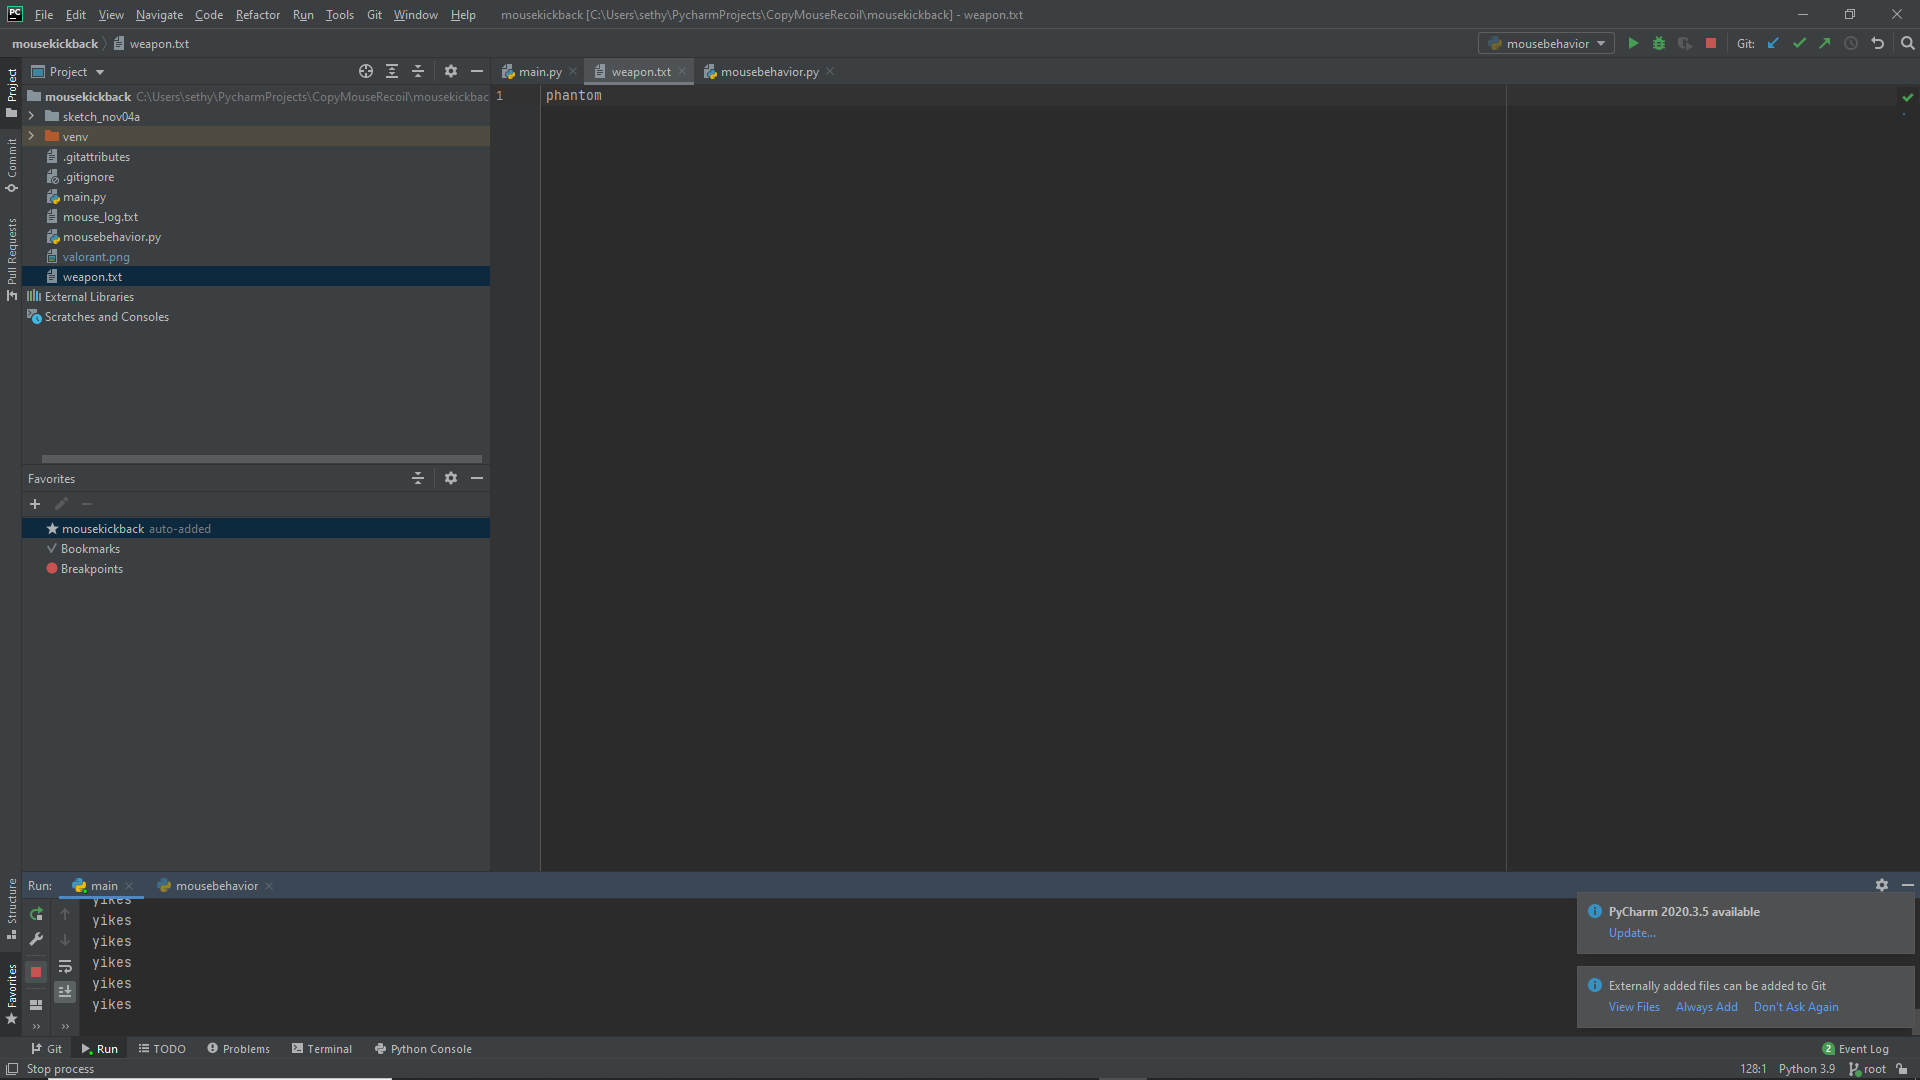 PC File Edit View Navigate Code Refactor Run Tools Git Window Help mousekickback [C:\Users\sethy\PycharmProjects\CopyMouseRecoil\mousekickback] - weapon.txt
mousekickback weapon.txt mousebehavior Git:
Project
Commit
Pull Requests
Structure
Favorites
Project
mousekickback C:\Users\sethy\PycharmProjects\CopyMouseRecoil\mousekickbac
sketch_nov04a
venv
.gitattributes
.gitignore
main.py
mouse_log.txt
mousebehavior.py
valorant.png
weapon.txt
External Libraries
Scratches and Consoles
Favorites
mousekickback auto-added
Bookmarks
Breakpoints
main.py weapon.txt mousebehavior.py
1 phantom
Run: main mousebehavior
yikes
yikes
yikes
yikes
yikes
yikes
PyCharm 2020.3.5 available
Update...
Externally added files can be added to Git
View Files Always Add Don't Ask Again
Git Run TODO Problems Terminal Python Console 2 Event Log
Stop process 128:1 Python 3.9 root